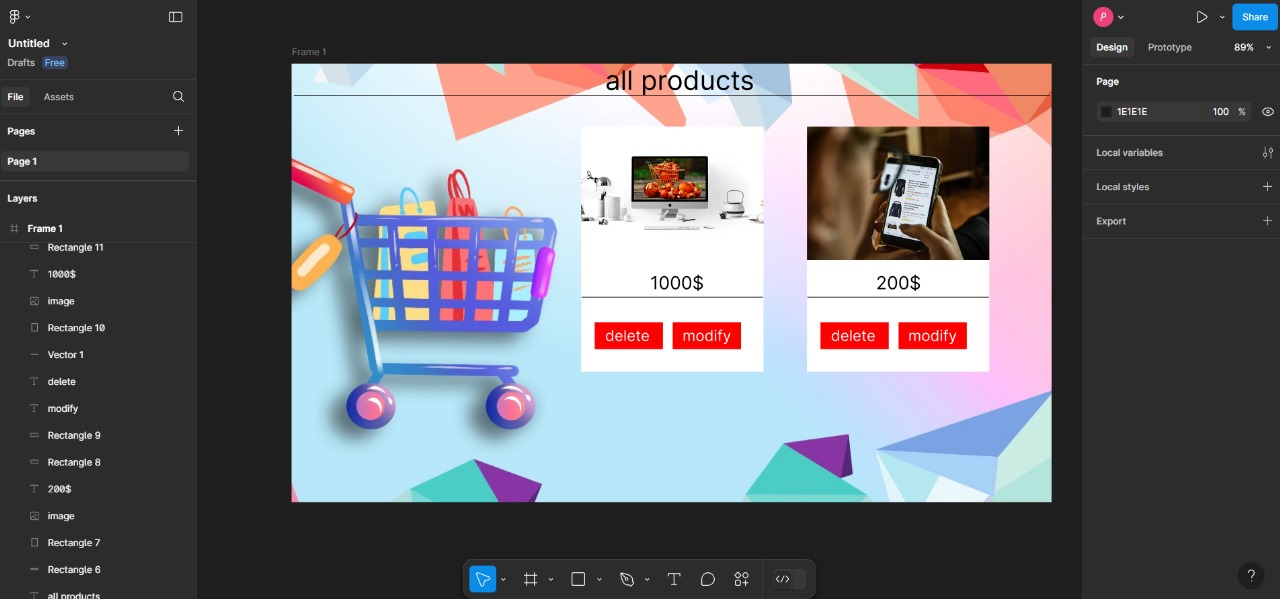 Untitled
Drafts Free
File Assets
Pages
Page 1
Layers
Frame 1
Rectangle 11
1000$
image
Rectangle 10
Vector 1
delete
modify
Rectangle 9
Rectangle 8
200$
image
Rectangle 7
Rectangle 6
all products
Frame 1
all products
1000$
delete modify
200$
delete modify
P
Share
Design Prototype 89%
Page
1E1E1E 100 %
Local variables
Local styles
Export
?